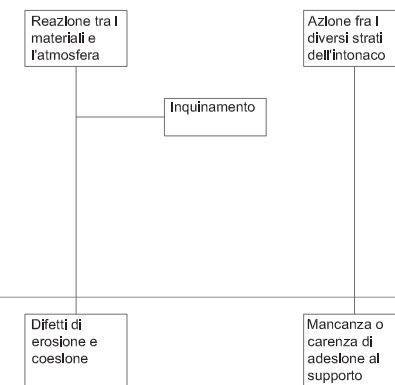 Reazione tra I
materiali e
l'atmosfera
Azione fra I
diversi strati
dell'intonaco
Inquinamento
Difetti di
erosione e
coesione
Mancanza o
carenza di
adesione al
supporto